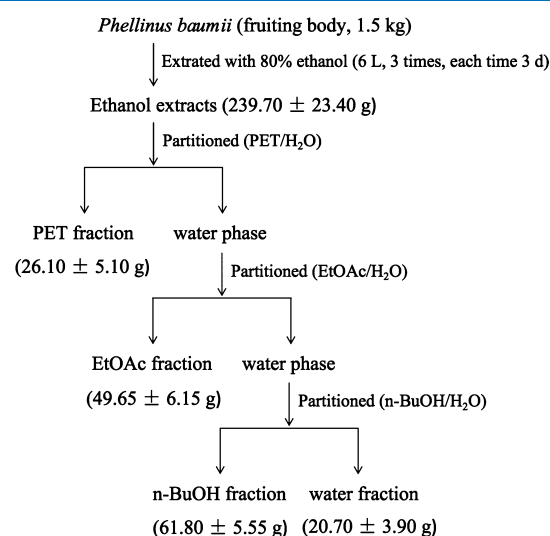 Phellinus baumii (fruiting body, 1.5 kg)
Extrated with 80% ethanol (6 L, 3 times, each time 3 d)
Ethanol extracts (239.70 ± 23.40 g)
Partitioned (PET/H₂O)
PET fraction water phase
(26.10 ± 5.10 g)
Partitioned (EtOAc/H₂O)
EtOAc fraction water phase
(49.65 ± 6.15 g)
Partitioned (n-BuOH/H₂O)
n-BuOH fraction water fraction
(61.80 ± 5.55 g) (20.70 ± 3.90 g)